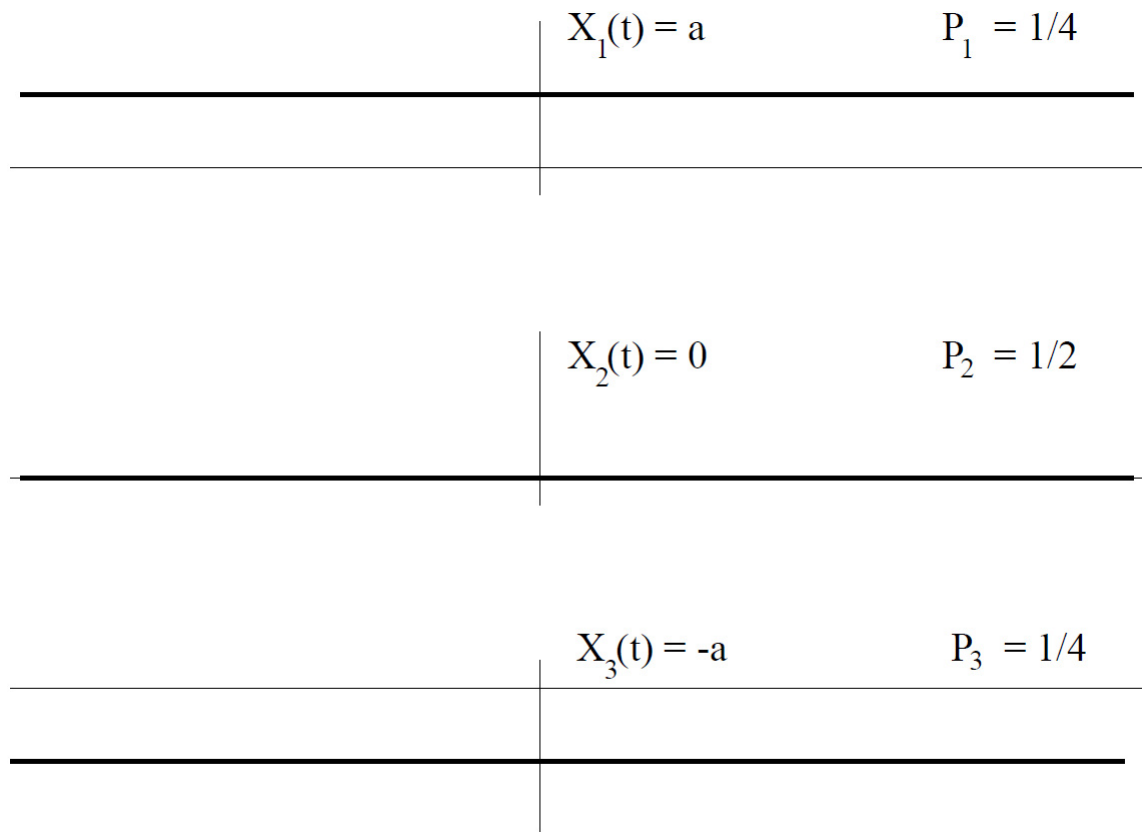 X₁(t) = a P₁ = 1/4
X₂(t) = 0 P₂ = 1/2
X₃(t) = -a P₃ = 1/4